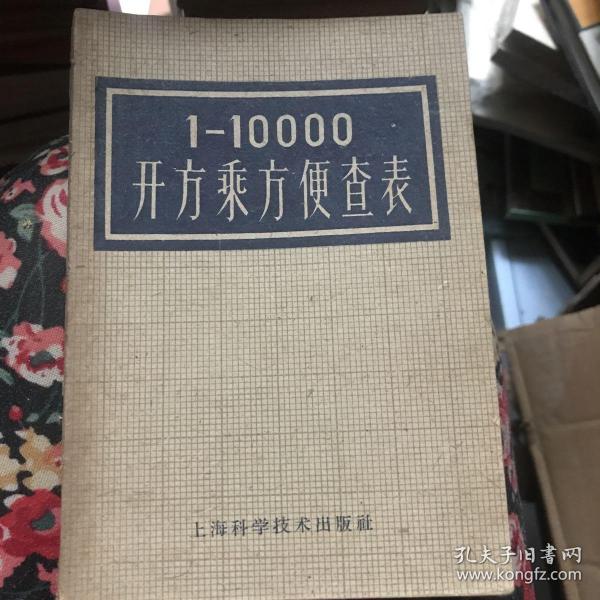 1-10000
开方乘方便查表
上海科学技术出版社
孔夫子旧書网
www.kongfz.com